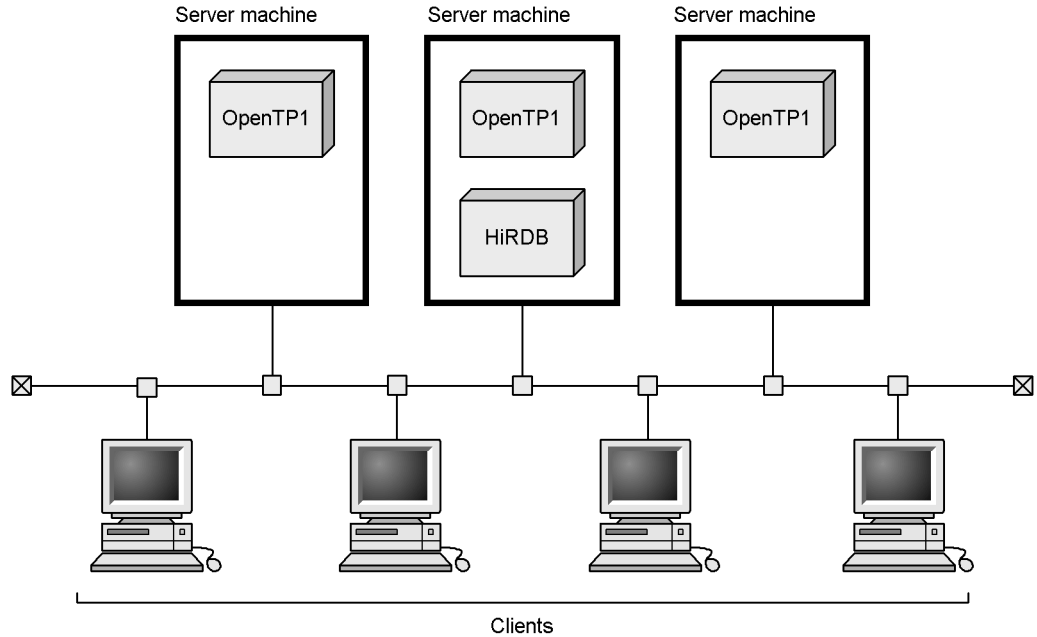 Server machine
Server machine
Server machine
OpenTP1
OpenTP1
OpenTP1
HiRDB
Clients